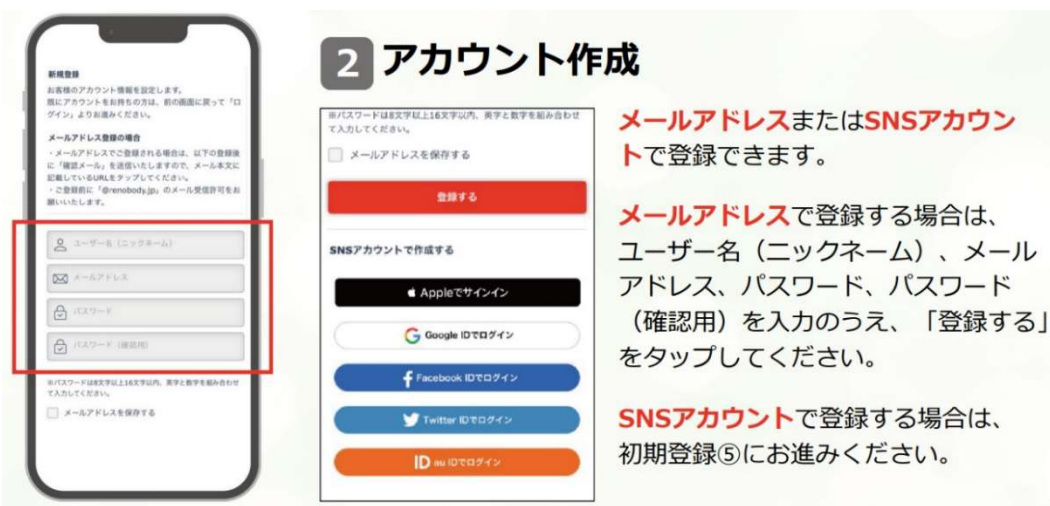 新規登録
お客様のアカウント情報を設定します。
既にアカウントをお持ちの方は、前の画面に戻って「ロ
グイン」よりお進みください。
メールアドレス登録の場合
・メールアドレスでご登録される場合は、以下の登録後
に「確認メール」を送信いたしますので、メール本文に
記載しているURLをタップしてください。
・ご登録前に「@renobody.jp」のメール受信許可をお
願いいたします。
ユーザー名（ニックネーム）
メールアドレス
パスワード
パスワード（確認用）
※パスワードは8文字以上16文字以内、英字と数字を組み合わせ
て入力してください。
メールアドレスを保存する
2 アカウント作成
※パスワードは8文字以上16文字以内、英字と数字を組み合わせ
て入力してください。
メールアドレスを保存する
登録する
SNSアカウントで作成する
Appleでサインイン
Google IDでログイン
Facebook IDでログイン
Twitter IDでログイン
ID au IDでログイン
メールアドレスまたはSNSアカウン
トで登録できます。
メールアドレスで登録する場合は、
ユーザー名（ニックネーム）、メール
アドレス、パスワード、パスワード
（確認用）を入力のうえ、「登録する」
をタップしてください。
SNSアカウントで登録する場合は、
初期登録⑤にお進みください。